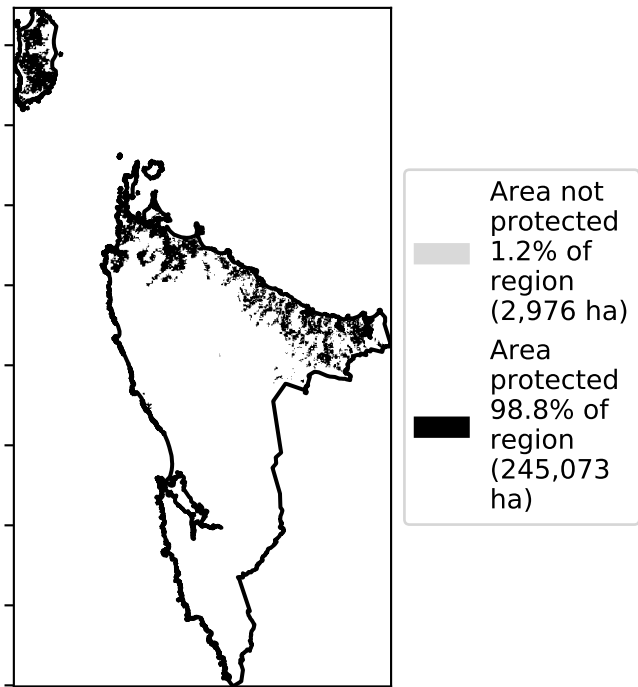 Area not
protected
1.2% of
region
(2,976 ha)
Area
protected
98.8% of
region
(245,073
ha)